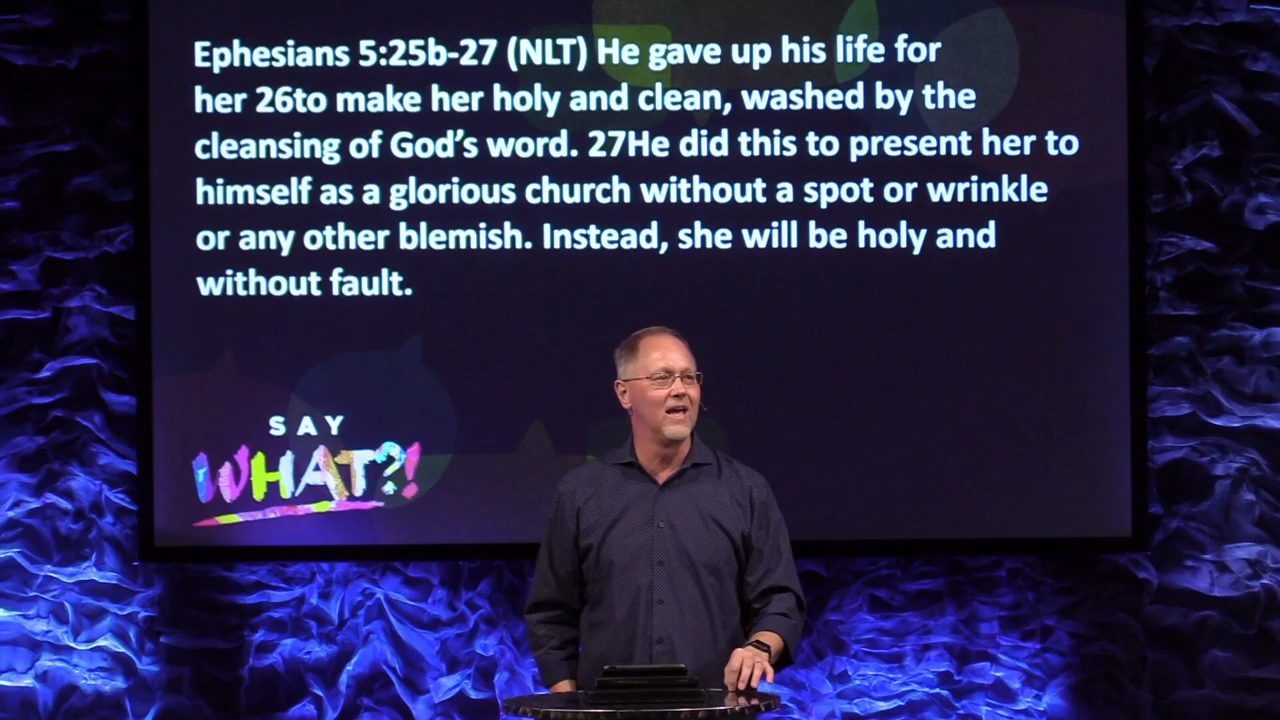 Ephesians 5:25b-27 (NLT) He gave up his life for
her 26to make her holy and clean, washed by the
cleansing of God’s word. 27He did this to present her to
himself as a glorious church without a spot or wrinkle
or any other blemish. Instead, she will be holy and
without fault.
SAY
WHAT?!